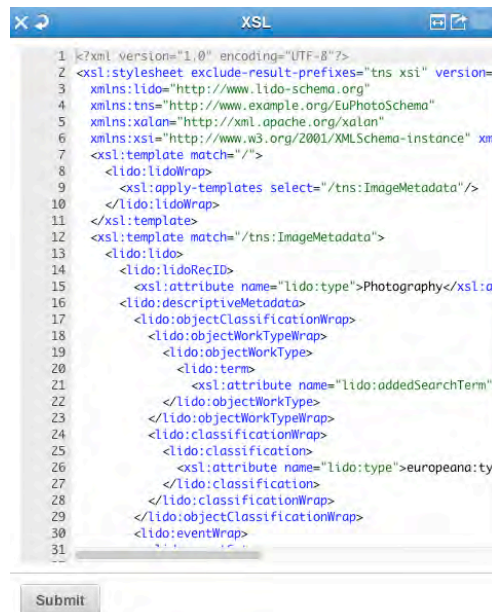 XSL
1 <?xml version="1.0" encoding="UTF-8"?>
2 <xsl:stylesheet exclude-result-prefixes="tns xsi" version=
3 xmlns:lido="http://www.lido-schema.org"
4 xmlns:tns="http://www.example.org/EuPhotoSchema"
5 xmlns:xalan="http://xml.apache.org/xalan"
6 xmlns:xsi="http://www.w3.org/2001/XMLSchema-instance" xm
7 <xsl:template match="/">
8 <lido:lidoWrap>
9 <xsl:apply-templates select="/tns:ImageMetadata"/>
10 </lido:lidoWrap>
11 </xsl:template>
12 <xsl:template match="/tns:ImageMetadata">
13 <lido:lido>
14 <lido:lidoRecID>
15 <xsl:attribute name="lido:type">Photography</xsl:a
16 <lido:descriptiveMetadata>
17 <lido:objectClassificationWrap>
18 <lido:objectWorkTypeWrap>
19 <lido:objectWorkType>
20 <lido:term>
21 <xsl:attribute name="lido:addedSearchTerm"
22 </lido:objectWorkType>
23 </lido:objectWorkTypeWrap>
24 <lido:classificationWrap>
25 <lido:classification>
26 <xsl:attribute name="lido:type">europeana:ty
27 </lido:classification>
28 </lido:classificationWrap>
29 </lido:objectClassificationWrap>
30 <lido:eventWrap>
31
Submit